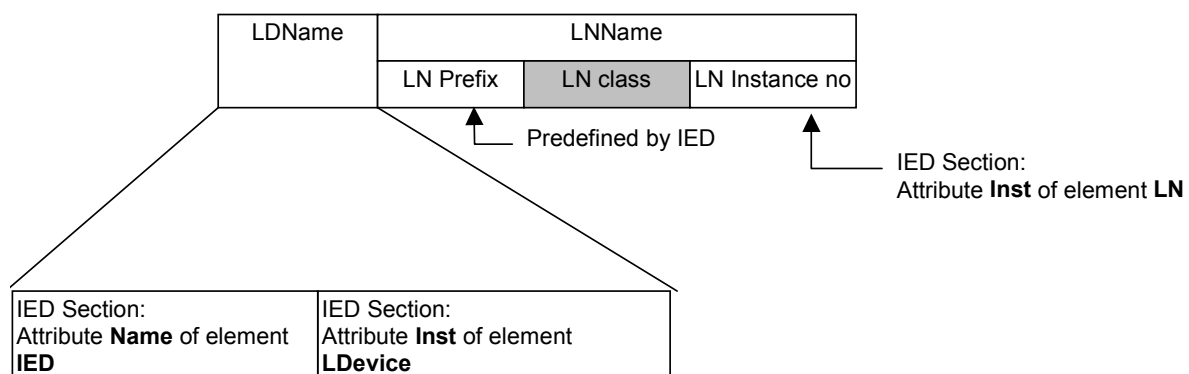 LDName
LNName
LN Prefix
LN class
LN Instance no
Predefined by IED
IED Section:
Attribute Inst of element LN
IED Section:
Attribute Name of element
IED
IED Section:
Attribute Inst of element
LDevice